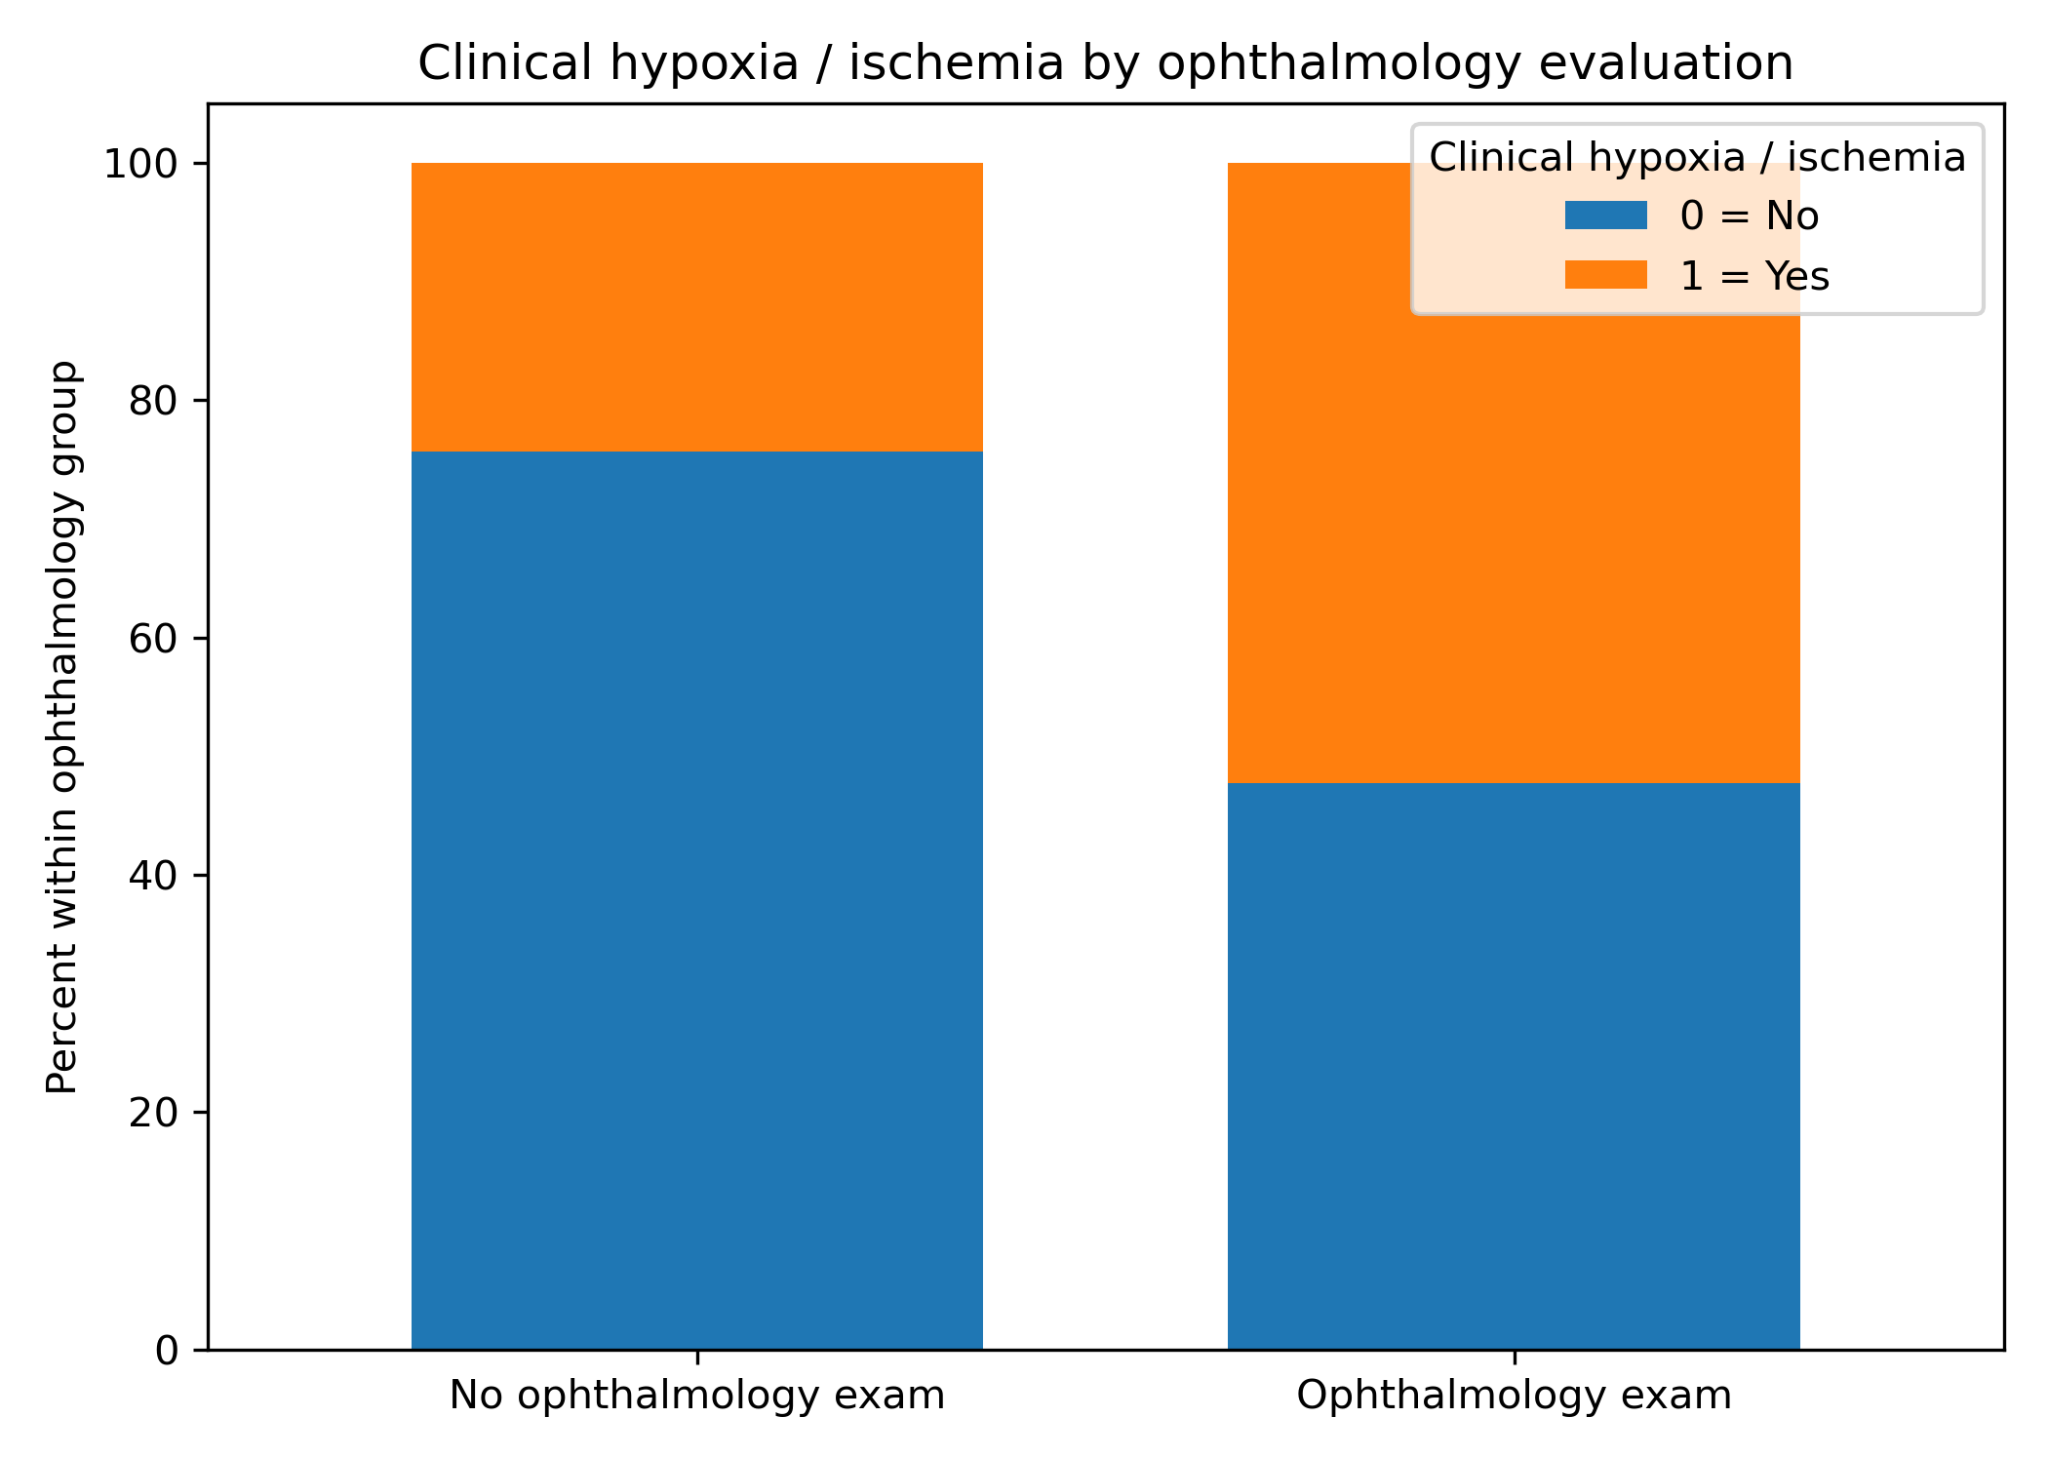 Clinical hypoxia / ischemia by ophthalmology evaluation
Clinical hypoxia / ischemia
0 = No
1 = Yes
Percent within ophthalmology group
100
80
60
40
20
0
No ophthalmology exam
Ophthalmology exam